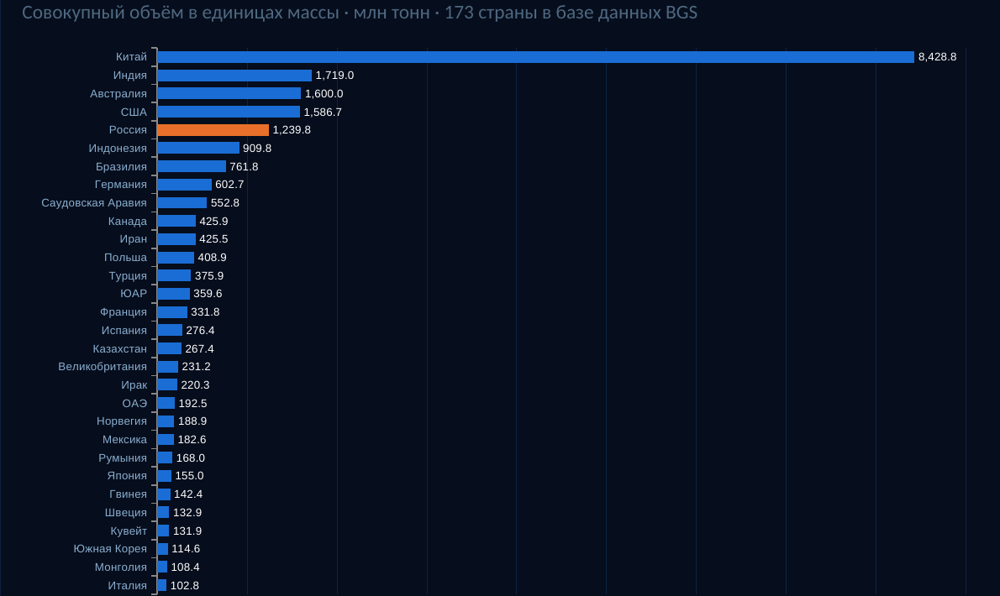 Совокупный объём в единицах массы · млн тонн · 173 страны в базе данных BGS
Китай 8,428.8
Индия 1,719.0
Австралия 1,600.0
США 1,586.7
Россия 1,239.8
Индонезия 909.8
Бразилия 761.8
Германия 602.7
Саудовская Аравия 552.8
Канада 425.9
Иран 425.5
Польша 408.9
Турция 375.9
ЮАР 359.6
Франция 331.8
Испания 276.4
Казахстан 267.4
Великобритания 231.2
Ирак 220.3
ОАЭ 192.5
Норвегия 188.9
Мексика 182.6
Румыния 168.0
Япония 155.0
Гвинея 142.4
Швеция 132.9
Кувейт 131.9
Южная Корея 114.6
Монголия 108.4
Италия 102.8